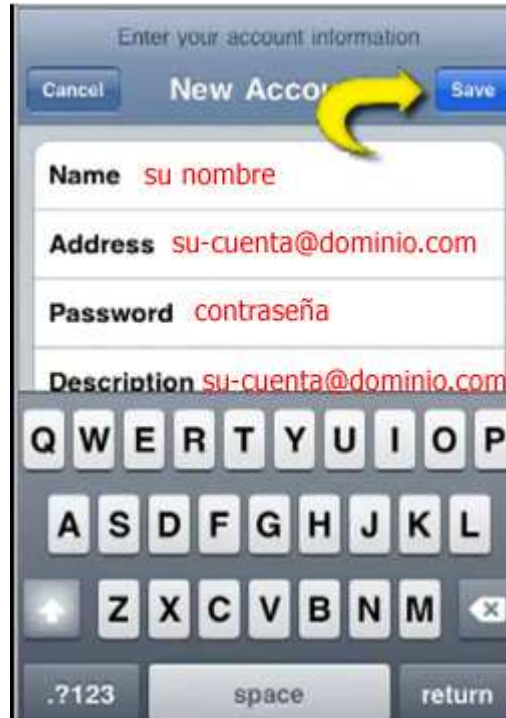 Enter your account information
Cancel New Accou Save
Name su nombre
Address su-cuenta@dominio.com
Password contraseña
Description su-cuenta@dominio.com
Q W E R T Y U I O P
A S D F G H J K L
Z X C V B N M
.?123 space return